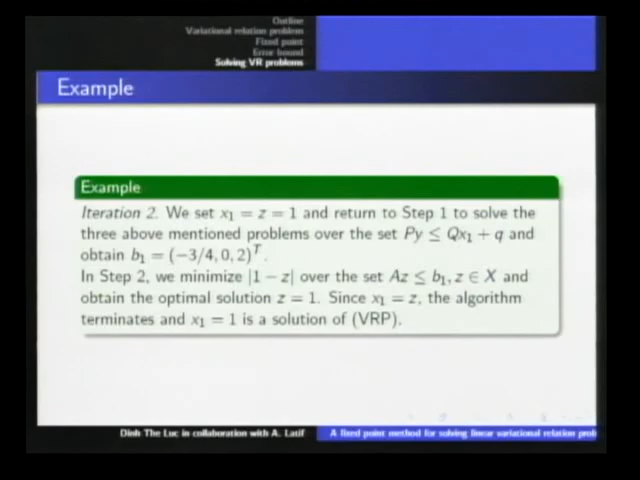 Outline
Variational relation problem
Fixed point
Error bound
Solving VR problems
Example
Example
Iteration 2. We set x₁ = z = 1 and return to Step 1 to solve the
three above mentioned problems over the set Py ≤ Qx₁ + q and
obtain b₁ = (−3/4, 0, 2)ᵀ.
In Step 2, we minimize |1 − z| over the set Az ≤ b₁, z ∈ X and
obtain the optimal solution z = 1. Since x₁ = z, the algorithm
terminates and x₁ = 1 is a solution of (VRP).
Dinh The Luc in collaboration with A. Latif
A fixed point method for solving linear variational relation prob